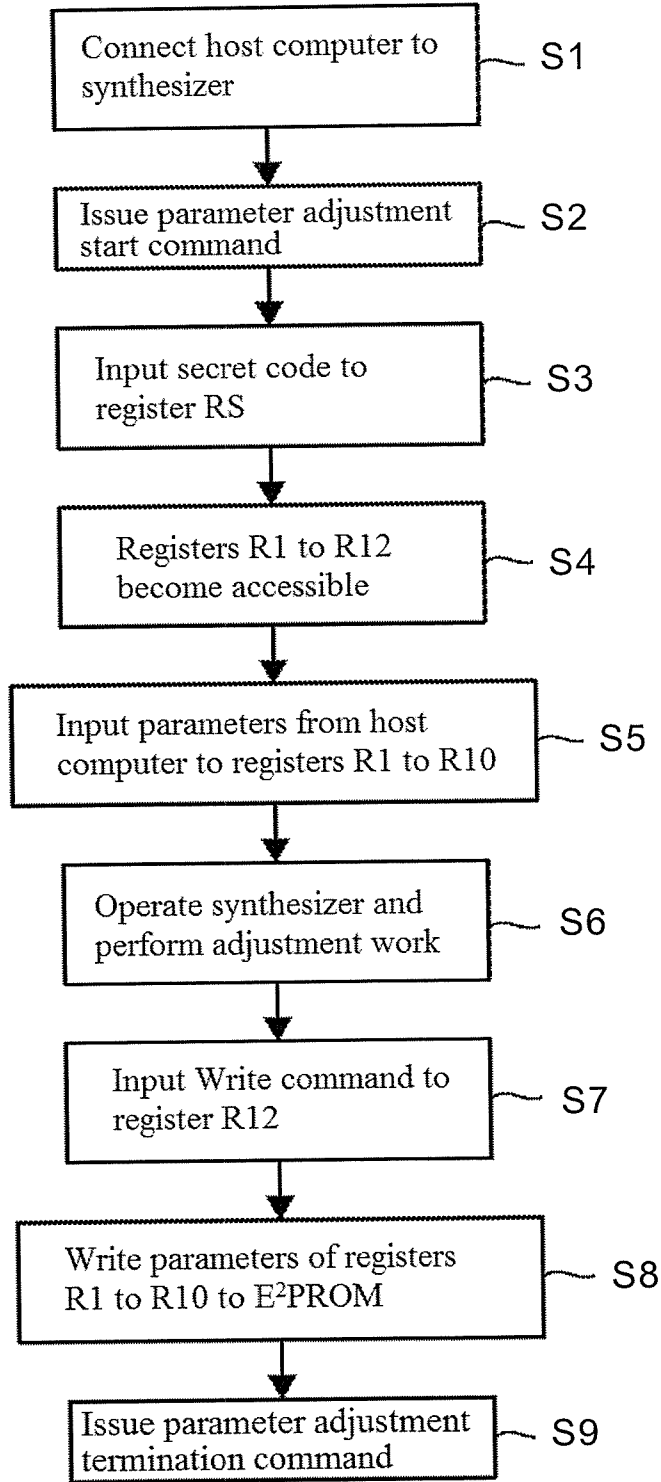 Connect host computer to
synthesizer
S1
Issue parameter adjustment
start command
S2
Input secret code to
register RS
S3
Registers R1 to R12
become accessible
S4
Input parameters from host
computer to registers R1 to R10
S5
Operate synthesizer and
perform adjustment work
S6
Input Write command to
register R12
S7
Write parameters of registers
R1 to R10 to E²PROM
S8
Issue parameter adjustment
termination command
S9